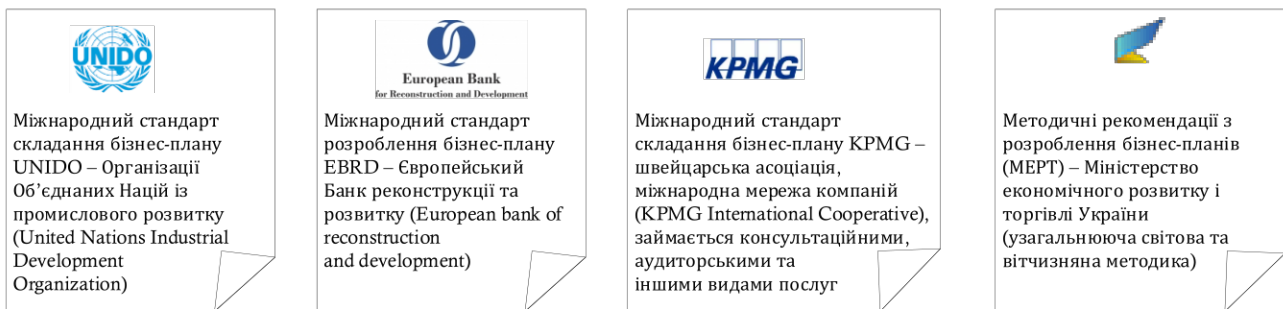 UNIDO
Міжнародний стандарт
складання бізнес-плану
UNIDO – Організації
Об’єднаних Націй із
промислового розвитку
(United Nations Industrial
Development
Organization)
European Bank
for Reconstruction and Development
Міжнародний стандарт
розроблення бізнес-плану
EBRD – Європейський
Банк реконструкції та
розвитку (European bank of
reconstruction
and development)
KPMG
Міжнародний стандарт
складання бізнес-плану KPMG –
швейцарська асоціація,
міжнародна мережа компаній
(KPMG International Cooperative),
займається консультаційними,
аудиторськими та
іншими видами послуг
Методичні рекомендації з
розроблення бізнес-планів
(МЕРТ) – Міністерство
економічного розвитку і
торгівлі України
(узагальнююча світова та
вітчизняна методика)